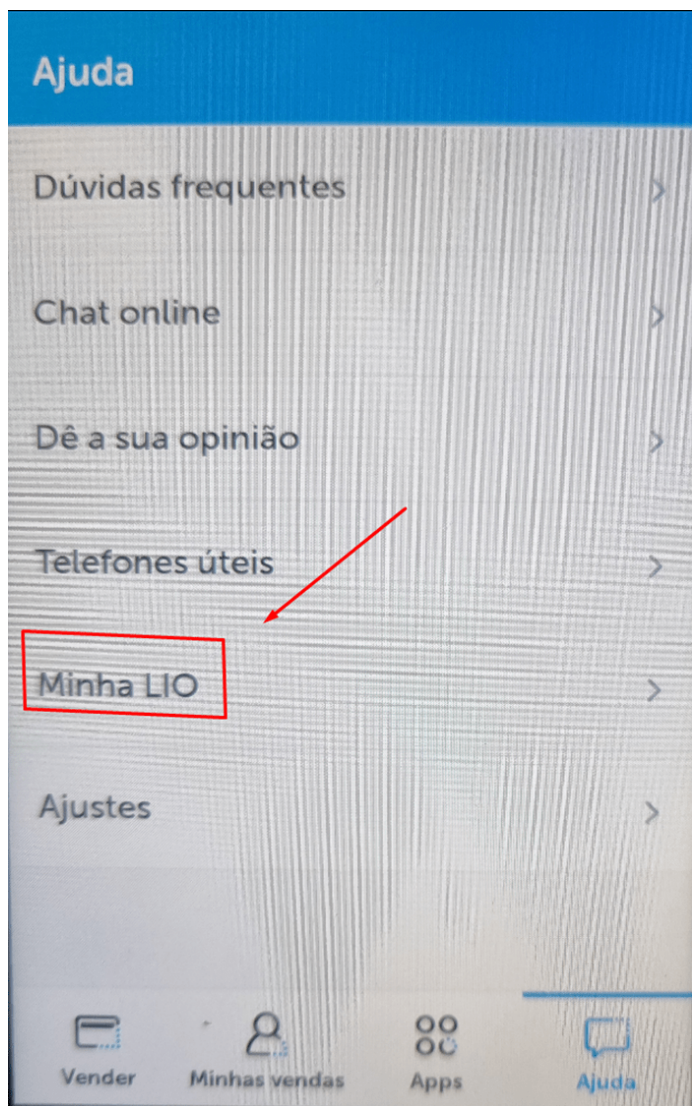 Ajuda
Dúvidas frequentes
Chat online
Dê a sua opinião
Telefones úteis
Minha LIO
Ajustes
Vender
Minhas vendas
Apps
Ajuda